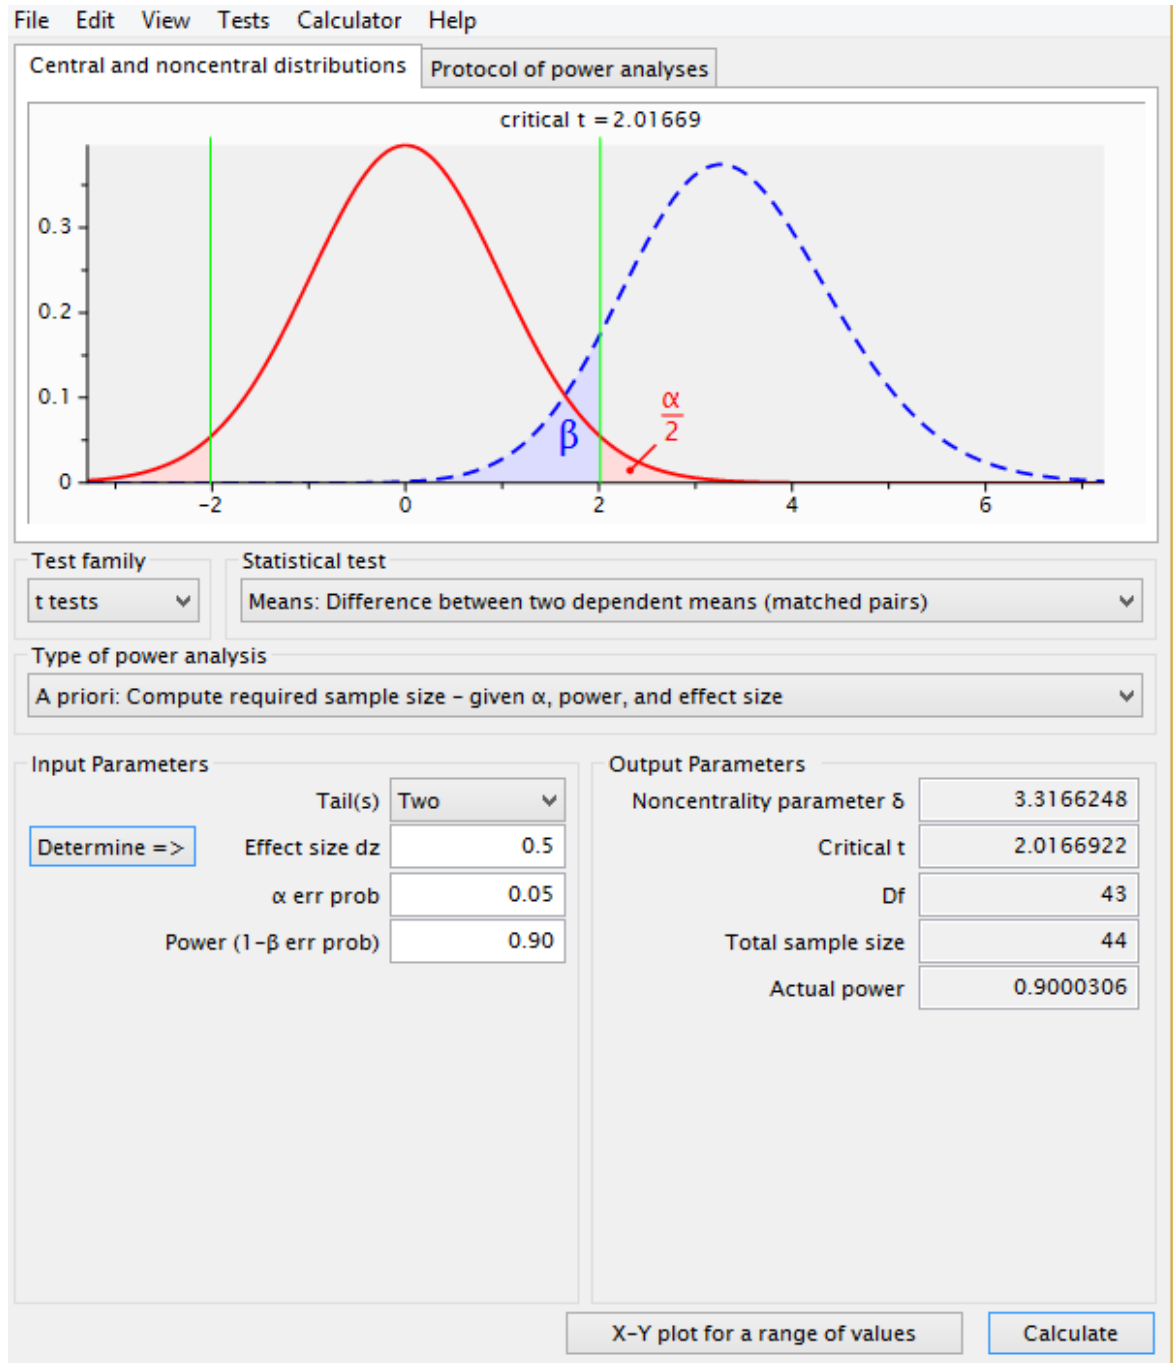 File Edit View Tests Calculator Help
Central and noncentral distributions Protocol of power analyses
critical t = 2.01669
0.3
0.2
0.1
0
β
α
2
-2 0 2 4 6
Test family Statistical test
t tests Means: Difference between two dependent means (matched pairs)
Type of power analysis
A priori: Compute required sample size – given α, power, and effect size
Input Parameters
Tail(s) Two
Determine => Effect size dz 0.5
α err prob 0.05
Power (1-β err prob) 0.90
Output Parameters
Noncentrality parameter δ 3.3166248
Critical t 2.0166922
Df 43
Total sample size 44
Actual power 0.9000306
X-Y plot for a range of values Calculate